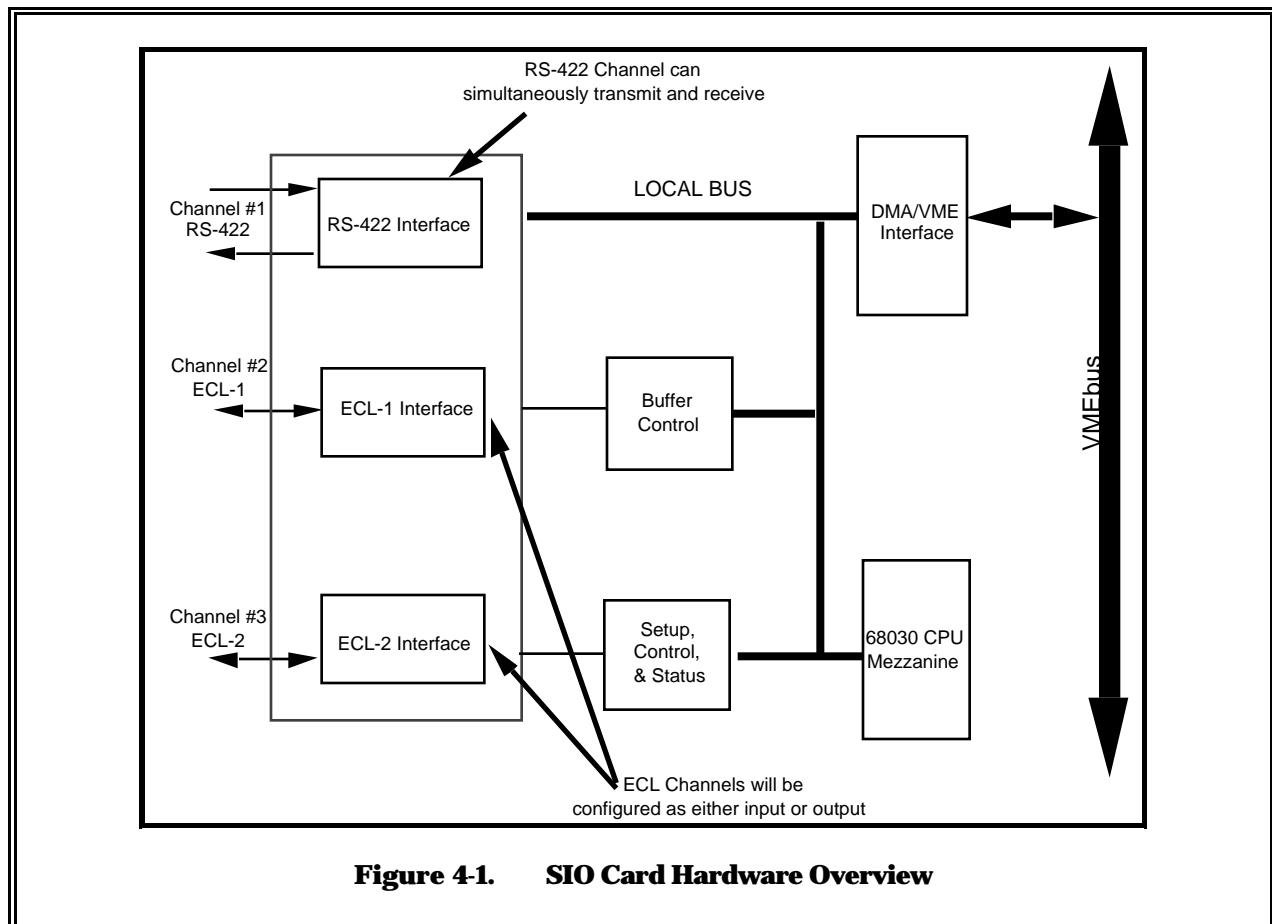 RS-422 Channel can
simultaneously transmit and receive
LOCAL BUS
Channel #1
RS-422
RS-422 Interface
DMA/VME
Interface
Channel #2
ECL-1
ECL-1 Interface
Buffer
Control
VMEbus
Channel #3
ECL-2
ECL-2 Interface
Setup,
Control,
& Status
68030 CPU
Mezzanine
ECL Channels will be
configured as either input or output
Figure 4-1. SIO Card Hardware Overview